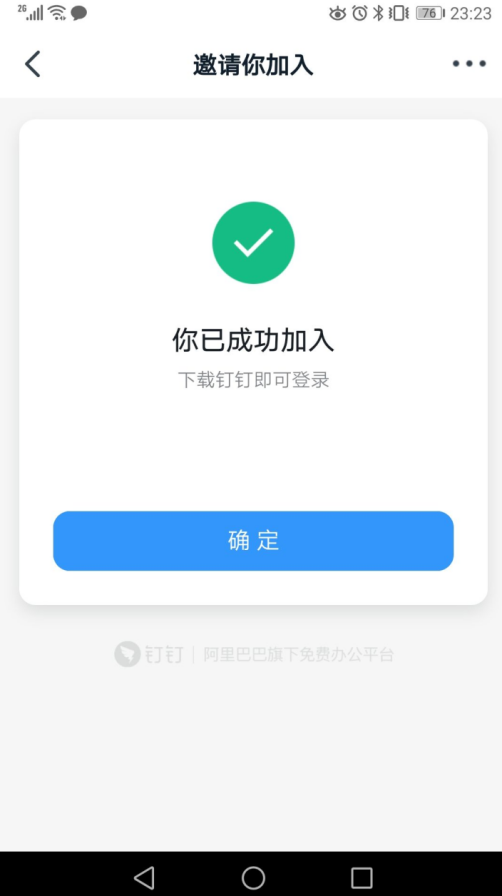 2G 76 23:23
邀请你加入
你已成功加入
下载钉钉即可登录
确定
钉钉 | 阿里巴巴旗下免费办公平台